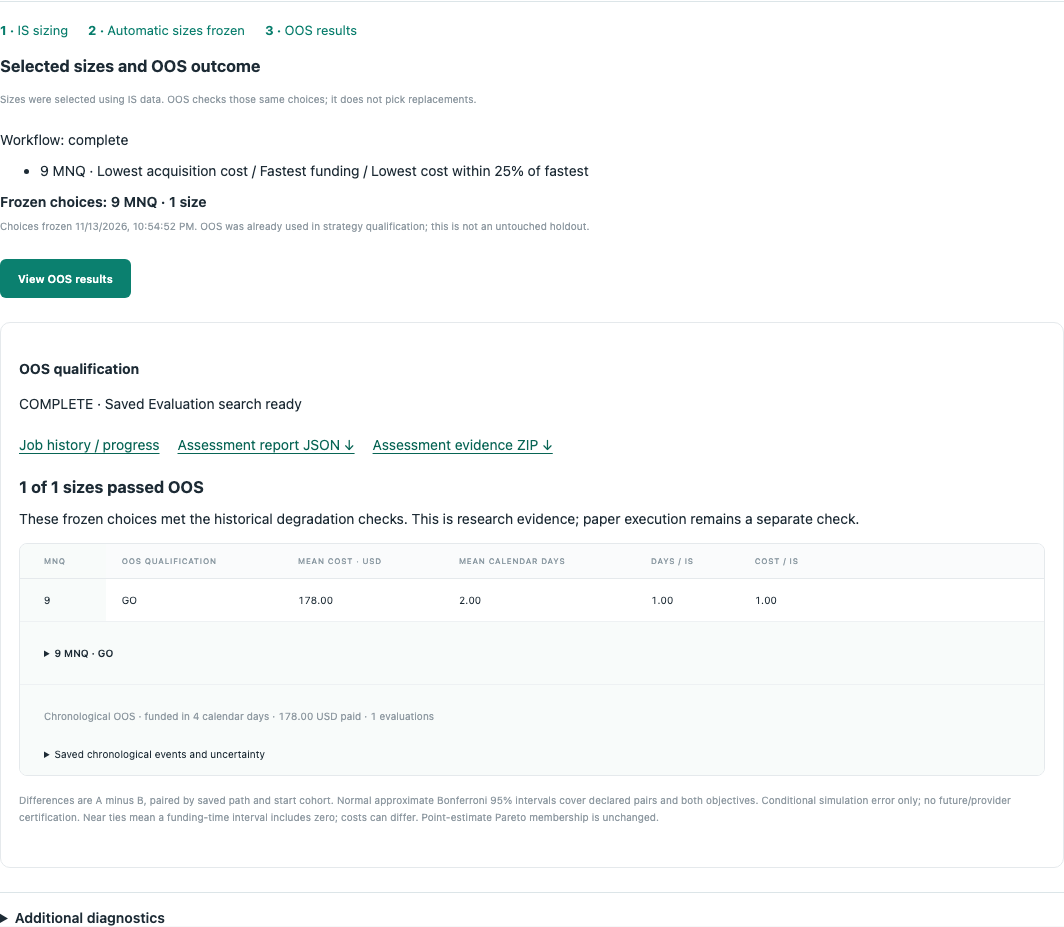 1 · IS sizing 2 · Automatic sizes frozen 3 · OOS results
Selected sizes and OOS outcome
Sizes were selected using IS data. OOS checks those same choices; it does not pick replacements.
Workflow: complete
• 9 MNQ · Lowest acquisition cost / Fastest funding / Lowest cost within 25% of fastest
Frozen choices: 9 MNQ · 1 size
Choices frozen 11/13/2026, 10:54:52 PM. OOS was already used in strategy qualification; this is not an untouched holdout.
View OOS results
OOS qualification
COMPLETE · Saved Evaluation search ready
Job history / progress Assessment report JSON ↓ Assessment evidence ZIP ↓
1 of 1 sizes passed OOS
These frozen choices met the historical degradation checks. This is research evidence; paper execution remains a separate check.
MNQ OOS QUALIFICATION MEAN COST · USD MEAN CALENDAR DAYS DAYS / IS COST / IS
9 GO 178.00 2.00 1.00 1.00
▶ 9 MNQ · GO
Chronological OOS · funded in 4 calendar days · 178.00 USD paid · 1 evaluations
▶ Saved chronological events and uncertainty
Differences are A minus B, paired by saved path and start cohort. Normal approximate Bonferroni 95% intervals cover declared pairs and both objectives. Conditional simulation error only; no future/provider
certification. Near ties mean a funding-time interval includes zero; costs can differ. Point-estimate Pareto membership is unchanged.
▶ Additional diagnostics